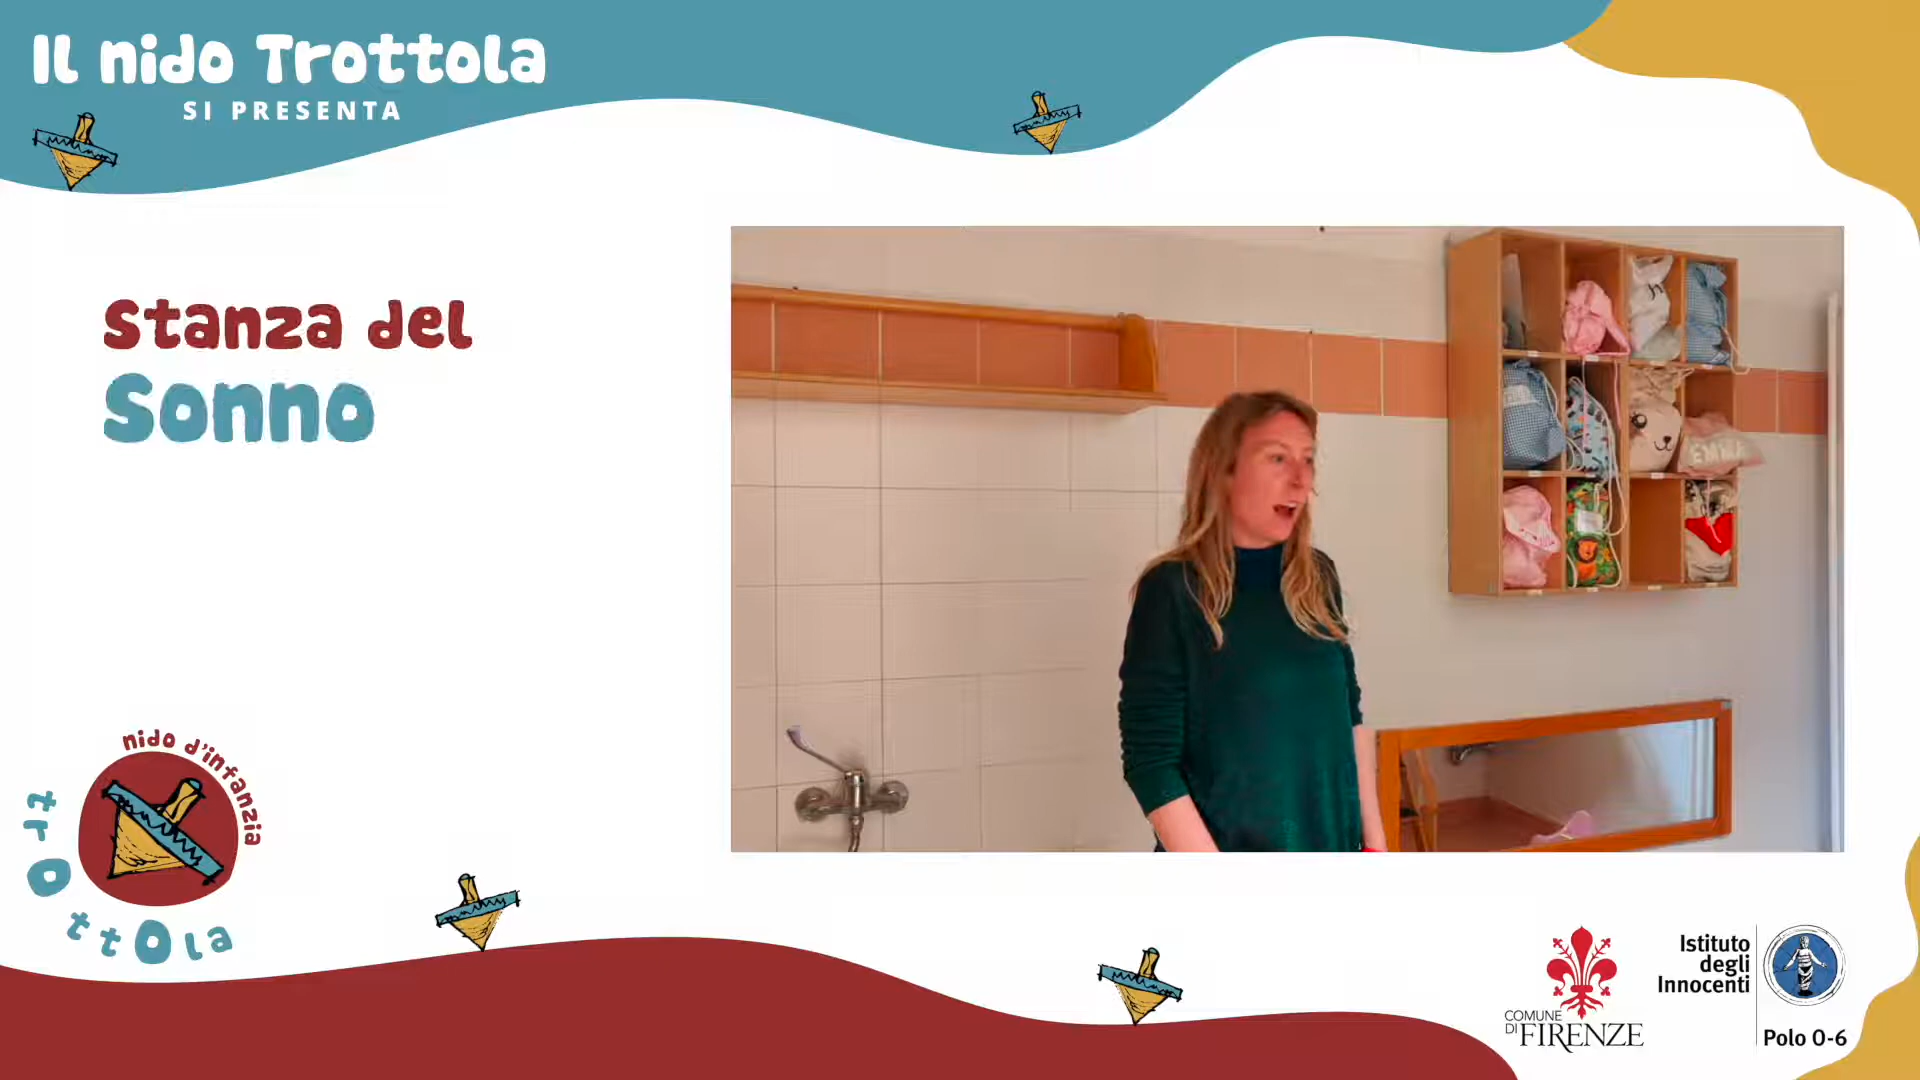 Il nido Trottola
SI PRESENTA
Stanza del
Sonno
EMMA
nido d'infanzia
trOttOla
COMUNE
DI FIRENZE
Istituto
degli
Innocenti
Polo 0-6